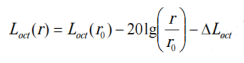 L_oct(r) = L_oct(r_0) − 20lg(r/r_0) − ΔL_oct